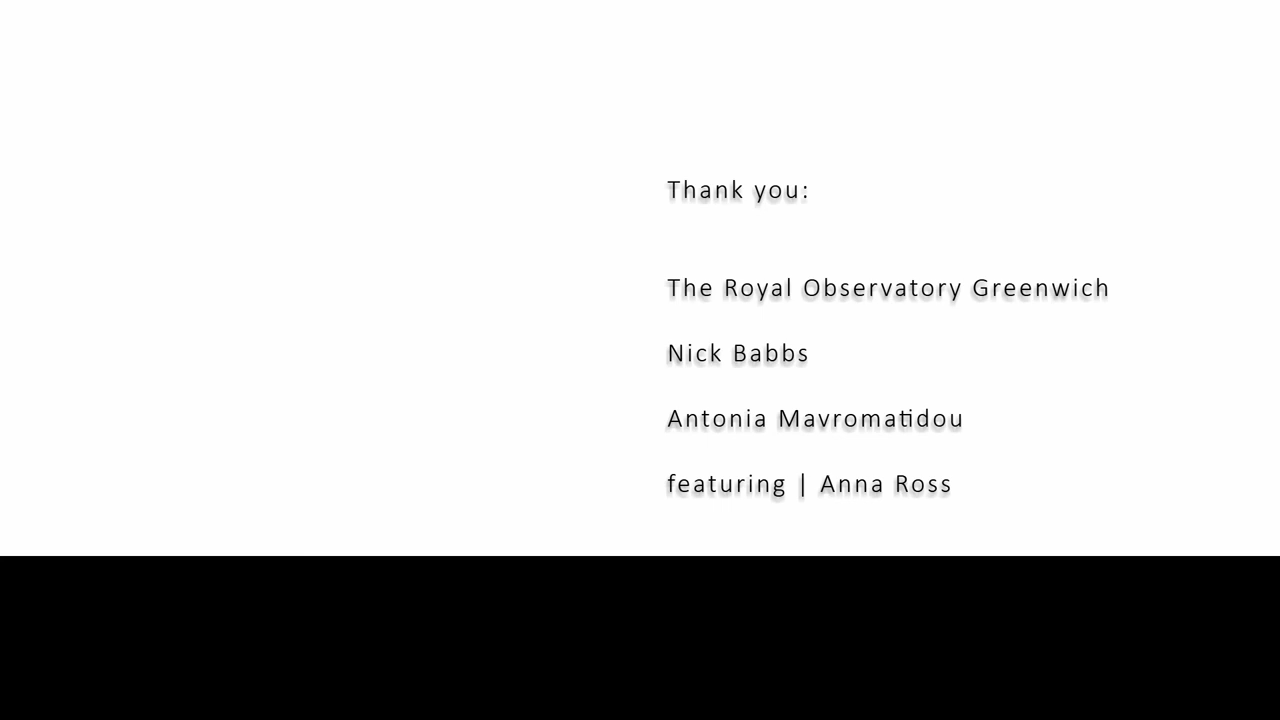 Thank you:
The Royal Observatory Greenwich
Nick Babbs
Antonia Mavromatidou
featuring | Anna Ross